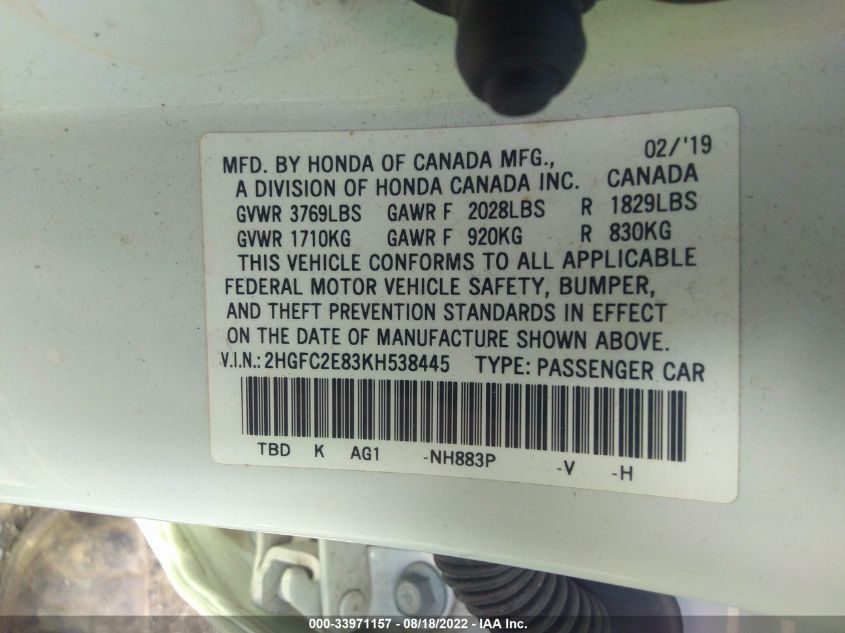 MFD. BY HONDA OF CANADA MFG., 02/'19
A DIVISION OF HONDA CANADA INC. CANADA
GVWR 3769LBS GAWR F 2028LBS R 1829LBS
GVWR 1710KG GAWR F 920KG R 830KG
THIS VEHICLE CONFORMS TO ALL APPLICABLE
FEDERAL MOTOR VEHICLE SAFETY, BUMPER,
AND THEFT PREVENTION STANDARDS IN EFFECT
ON THE DATE OF MANUFACTURE SHOWN ABOVE.
V.I.N.: 2HGFC2E83KH538445 TYPE: PASSENGER CAR
TBD K AG1 -NH883P -V -H
000-33971157 - 08/18/2022 - IAA Inc.